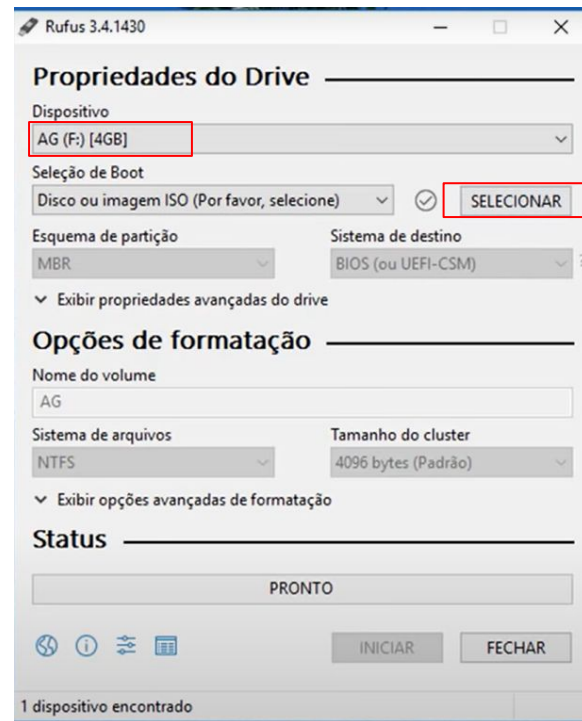 Rufus 3.4.1430
Propriedades do Drive
Dispositivo
AG (F:) [4GB]
Seleção de Boot
Disco ou imagem ISO (Por favor, selecione)
SELECIONAR
Esquema de partição
Sistema de destino
MBR
BIOS (ou UEFI-CSM)
?
Exibir propriedades avançadas do drive
Opções de formatação
Nome do volume
AG
Sistema de arquivos
Tamanho do cluster
NTFS
4096 bytes (Padrão)
Exibir opções avançadas de formatação
Status
PRONTO
INICIAR
FECHAR
1 dispositivo encontrado